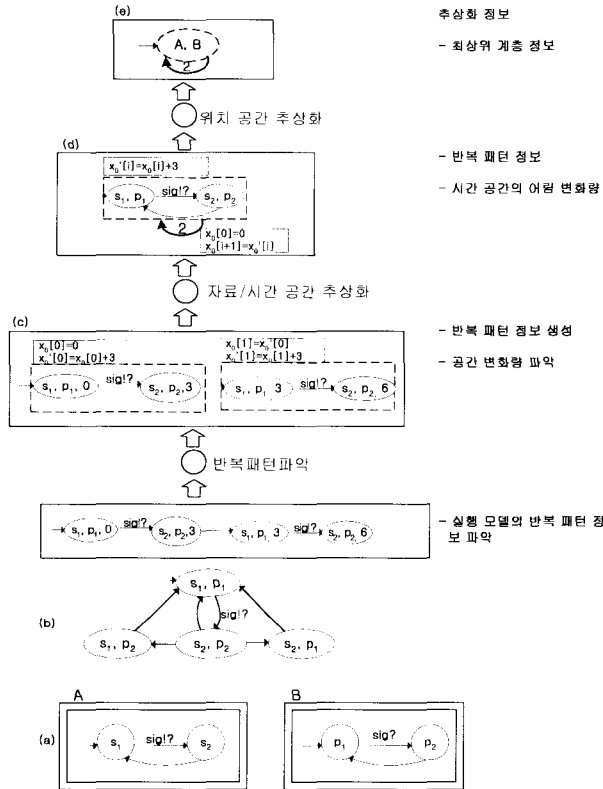 (e)
추상화 정보
A, B
2
- 최상위 계층 정보
위치 공간 추상화
(d)
x₀'[i]=x₀[i]+3
- 반복 패턴 정보
s₁, p₁
sig!?
s₂, p₂
- 시간 공간의 어림 변화량
2
x₀[0]=0
x₀[i+1]=x₀'[i]
자료/시간 공간 추상화
(c)
x₀[0]=0
x₀'[0]=x₀[0]+3
x₀[1]=x₀'[0]
x₀'[1]=x₀[1]+3
- 반복 패턴 정보 생성
- 공간 변화량 파악
s₁, p₁, 0
sig!?
s₂, p₂,3
s₁, p₁ 3
sig!?
s₂, p₂ 6
반복패턴파악
s₁, p₁,0
sig!?
s₂, p₂,3
s₁, p₁ 3
sig!?
s₂, p₂ 6
- 실행 모델의 반복 패턴 정
보 파악
s₁, p₁
sig!?
(b)
s₁, p₂
s₂, p₂
s₂, p₁
A
B
(a)
s₁
sig!?
s₂
p₁
sig?
p₂